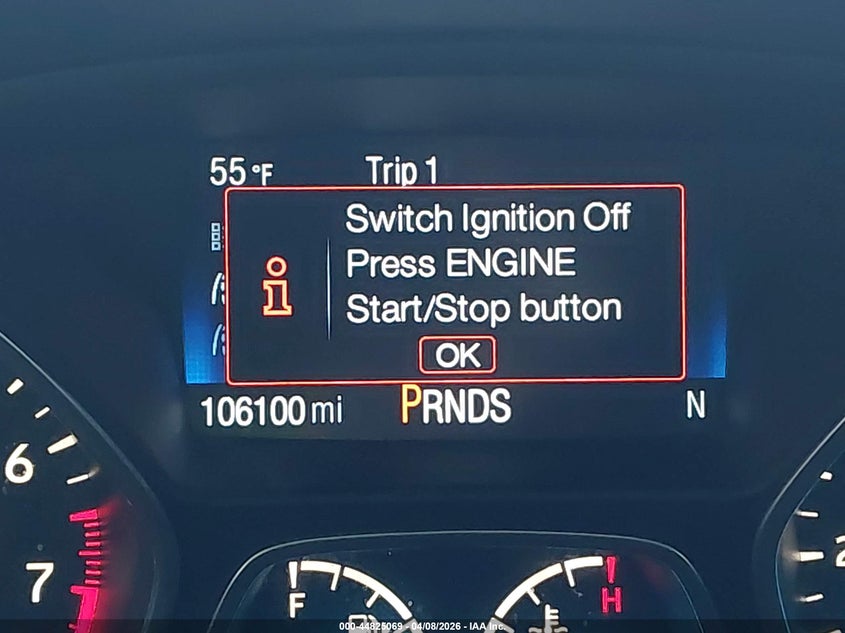 55 °F Trip 1
Switch Ignition Off
Press ENGINE
Start/Stop button
OK
106100 mi PRNDS N
6
7
F
H
2
000-44825069 - 04/08/2026 - IAA Inc.